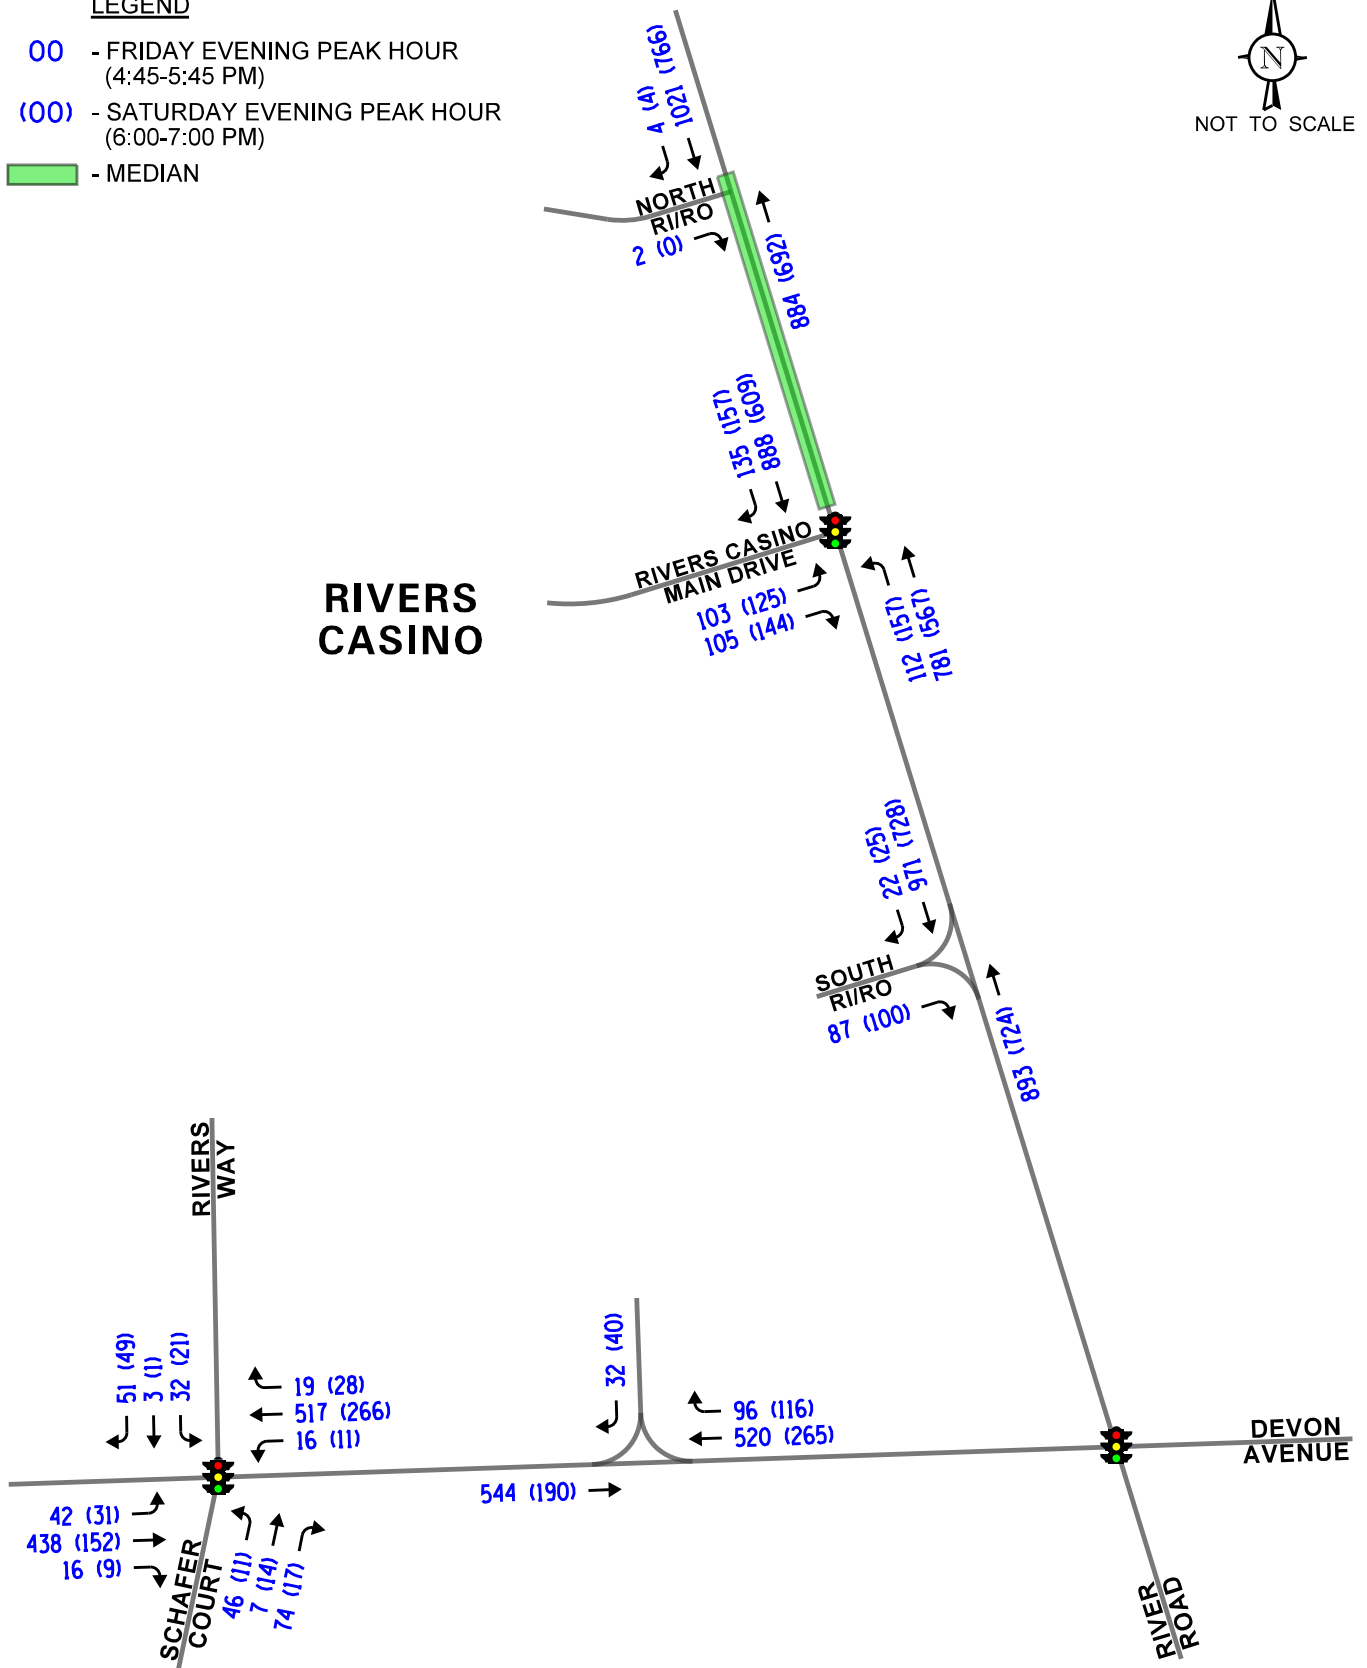 LEGEND
00 - FRIDAY EVENING PEAK HOUR
(4:45-5:45 PM)
(00) - SATURDAY EVENING PEAK HOUR
(6:00-7:00 PM)
- MEDIAN
N
NOT TO SCALE
4 (4)
1021 (766)
NORTH
RI/RO
2 (0)
884 (692)
135 (157)
888 (609)
RIVERS CASINO
MAIN DRIVE
103 (125)
105 (144)
112 (157)
781 (567)
RIVERS
CASINO
22 (25)
971 (728)
SOUTH
RI/RO
87 (100)
893 (724)
RIVERS
WAY
51 (49)
3 (1)
32 (21)
19 (28)
517 (266)
16 (11)
32 (40)
96 (116)
520 (265)
DEVON
AVENUE
544 (190)
42 (31)
438 (152)
16 (9)
SCHAFER
COURT
46 (11)
7 (14)
74 (17)
RIVER
ROAD